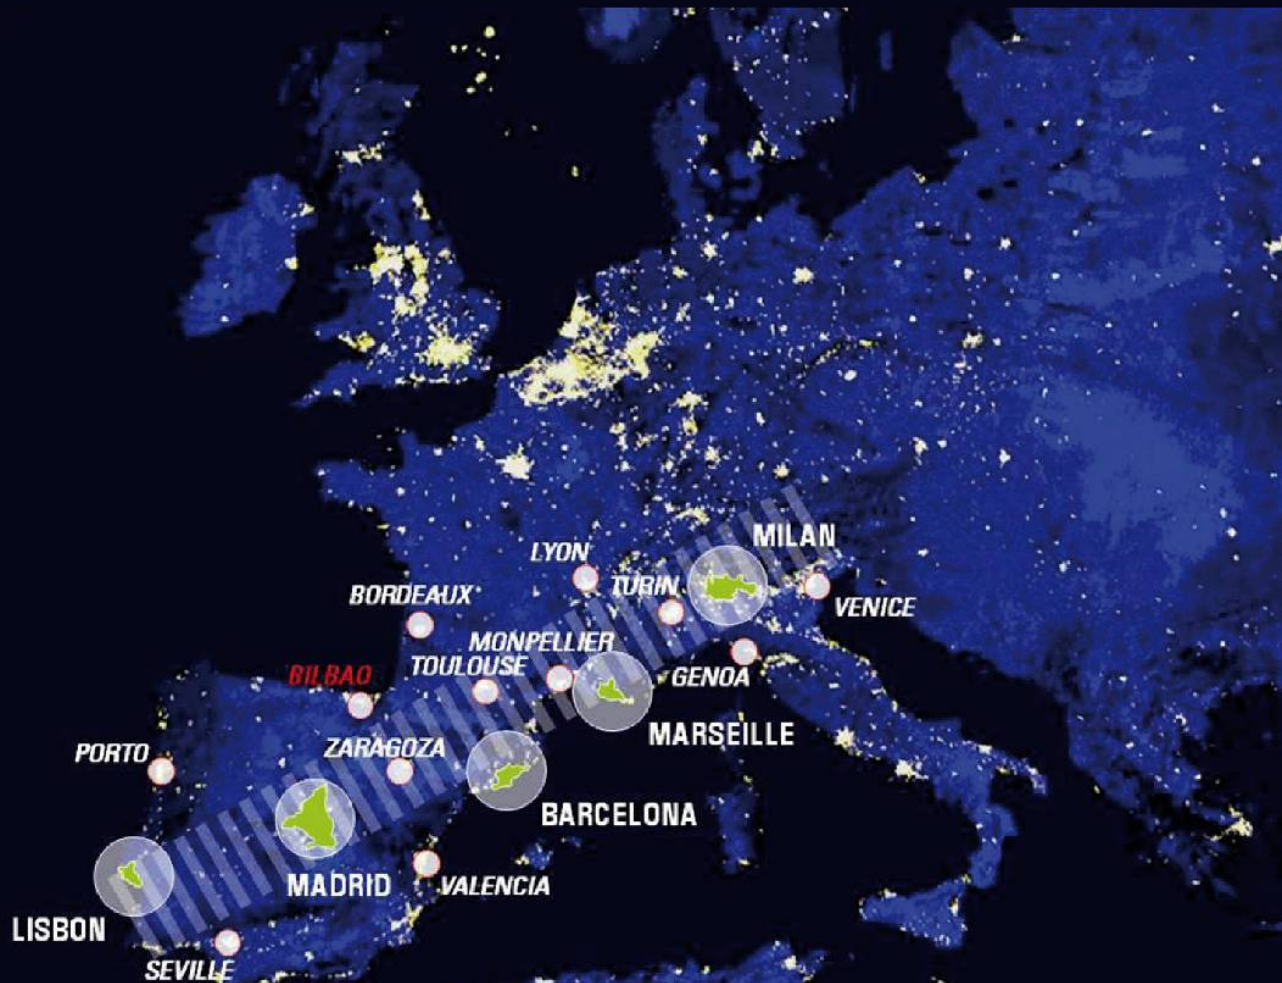 MILAN
LYON
TURIN
BORDEAUX*
VENICE
MONPELLIER
BILBAO
TOULOUSE
GENOA
MARSEILLE
PORTO
ZARAGOZA
BARCELONA
MADRID
VALENCIA
LISBON
SEVILLE